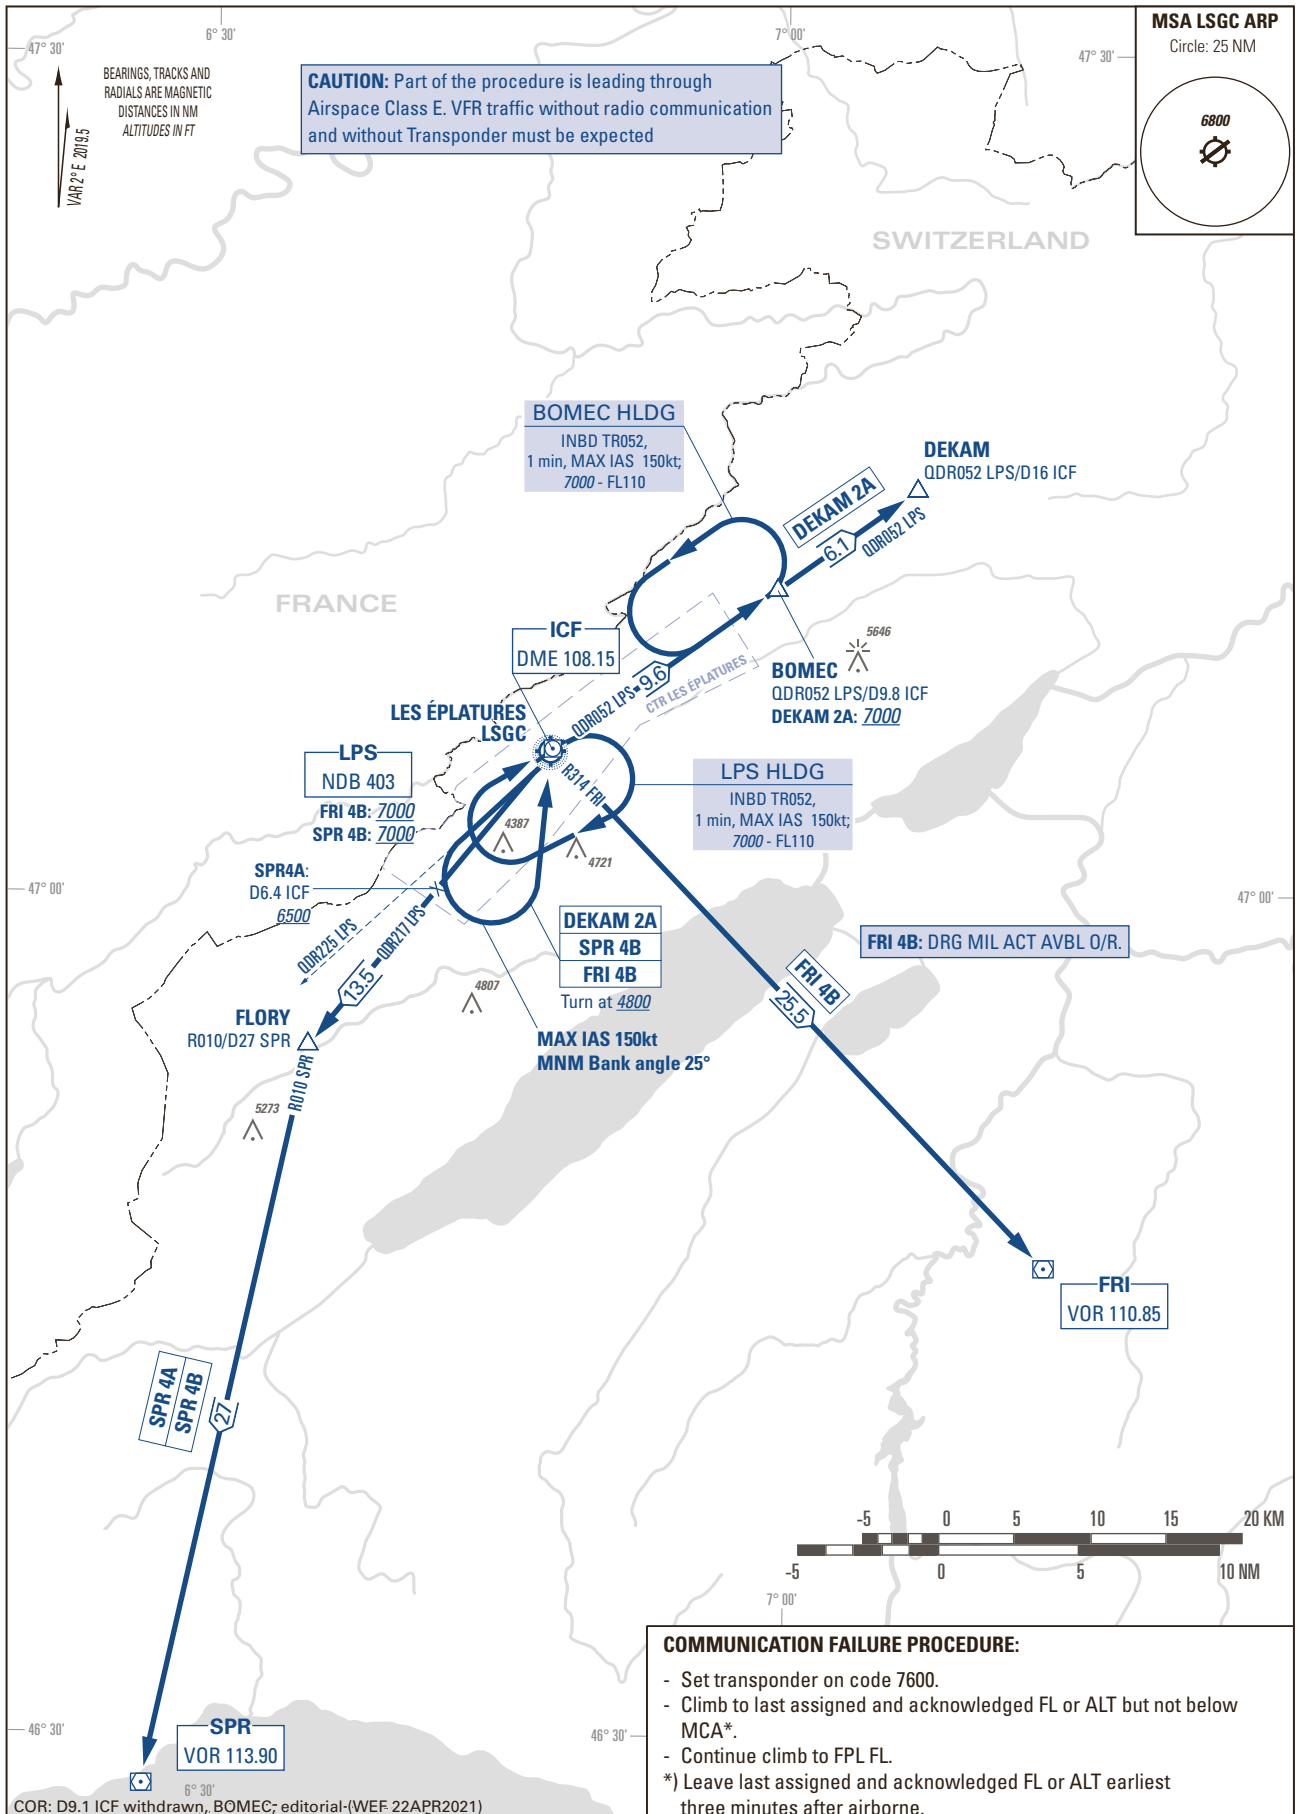 6° 30'
7° 00'
47° 30'
47° 30'
MSA LSGC ARP
Circle: 25 NM
6800
BEARINGS, TRACKS AND
RADIALS ARE MAGNETIC
DISTANCES IN NM
ALTITUDES IN FT
VAR 2° E 2019.5
CAUTION: Part of the procedure is leading through
Airspace Class E. VFR traffic without radio communication
and without Transponder must be expected
SWITZERLAND
BOMEC HLDG
INBD TR052,
1 min, MAX IAS 150kt;
7000 - FL110
DEKAM
QDR052 LPS/D16 ICF
DEKAM 2A
6.1
QDR052 LPS
FRANCE
ICF
DME 108.15
5646
BOMEC
QDR052 LPS/D9.8 ICF
DEKAM 2A: 7000
QDR052 LPS
9.6
CTR LES ÉPLATURES
LES ÉPLATURES
LSGC
LPS
NDB 403
FRI 4B: 7000
SPR 4B: 7000
R314 FRI
LPS HLDG
INBD TR052,
1 min, MAX IAS 150kt;
7000 - FL110
4387
4721
SPR4A:
D6.4 ICF
6500
47° 00'
47° 00'
QDR225 LPS
QDR217 LPS
13.5
DEKAM 2A
SPR 4B
FRI 4B
Turn at 4800
FRI 4B: DRG MIL ACT AVBL O/R.
FRI 4B
25.5
4807
FLORY
R010/D27 SPR
MAX IAS 150kt
MNM Bank angle 25°
R010 SPR
5273
FRI
VOR 110.85
SPR 4A
SPR 4B
27
-5 0 5 10 15 20 KM
-5 0 5 10 NM
7° 00'
46° 30'
46° 30'
SPR
VOR 113.90
6° 30'
COMMUNICATION FAILURE PROCEDURE:
- Set transponder on code 7600.
- Climb to last assigned and acknowledged FL or ALT but not below
MCA*.
- Continue climb to FPL FL.
*) Leave last assigned and acknowledged FL or ALT earliest
three minutes after airborne.
COR: D9.1 ICF withdrawn, BOMEC, editorial (WEF 22APR2021)